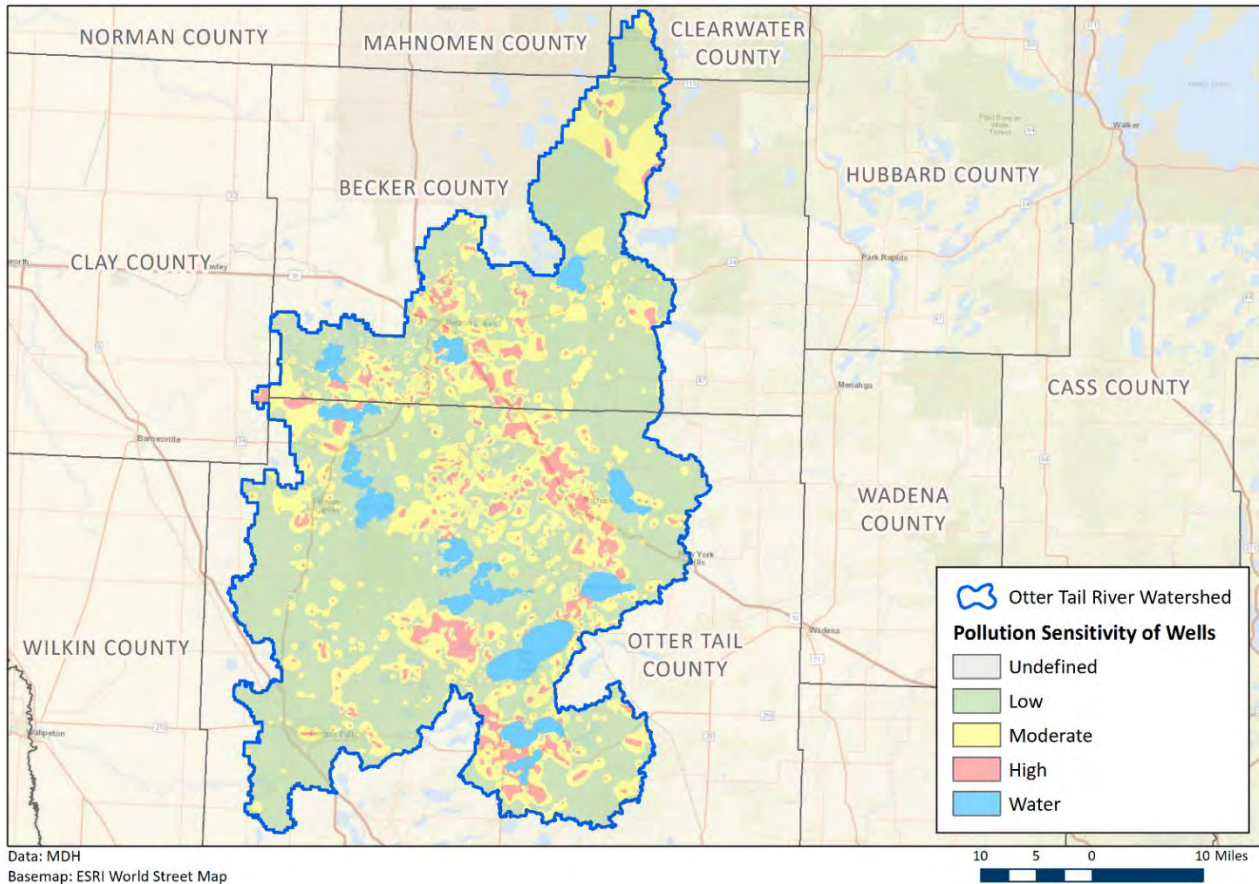 NORMAN COUNTY
MAHNOMEN COUNTY
CLEARWATER
COUNTY
Walker
BECKER COUNTY
HUBBARD COUNTY
CLAY COUNTY
Park Rapids
Menahga
CASS COUNTY
Barnesville
WADENA
COUNTY
New York
Mills
WILKIN COUNTY
OTTER TAIL
COUNTY
Wadena
Wahpeton
Otter Tail River Watershed
Pollution Sensitivity of Wells
Undefined
Low
Moderate
High
Water
Data: MDH
Basemap: ESRI World Street Map
10 5 0 10 Miles